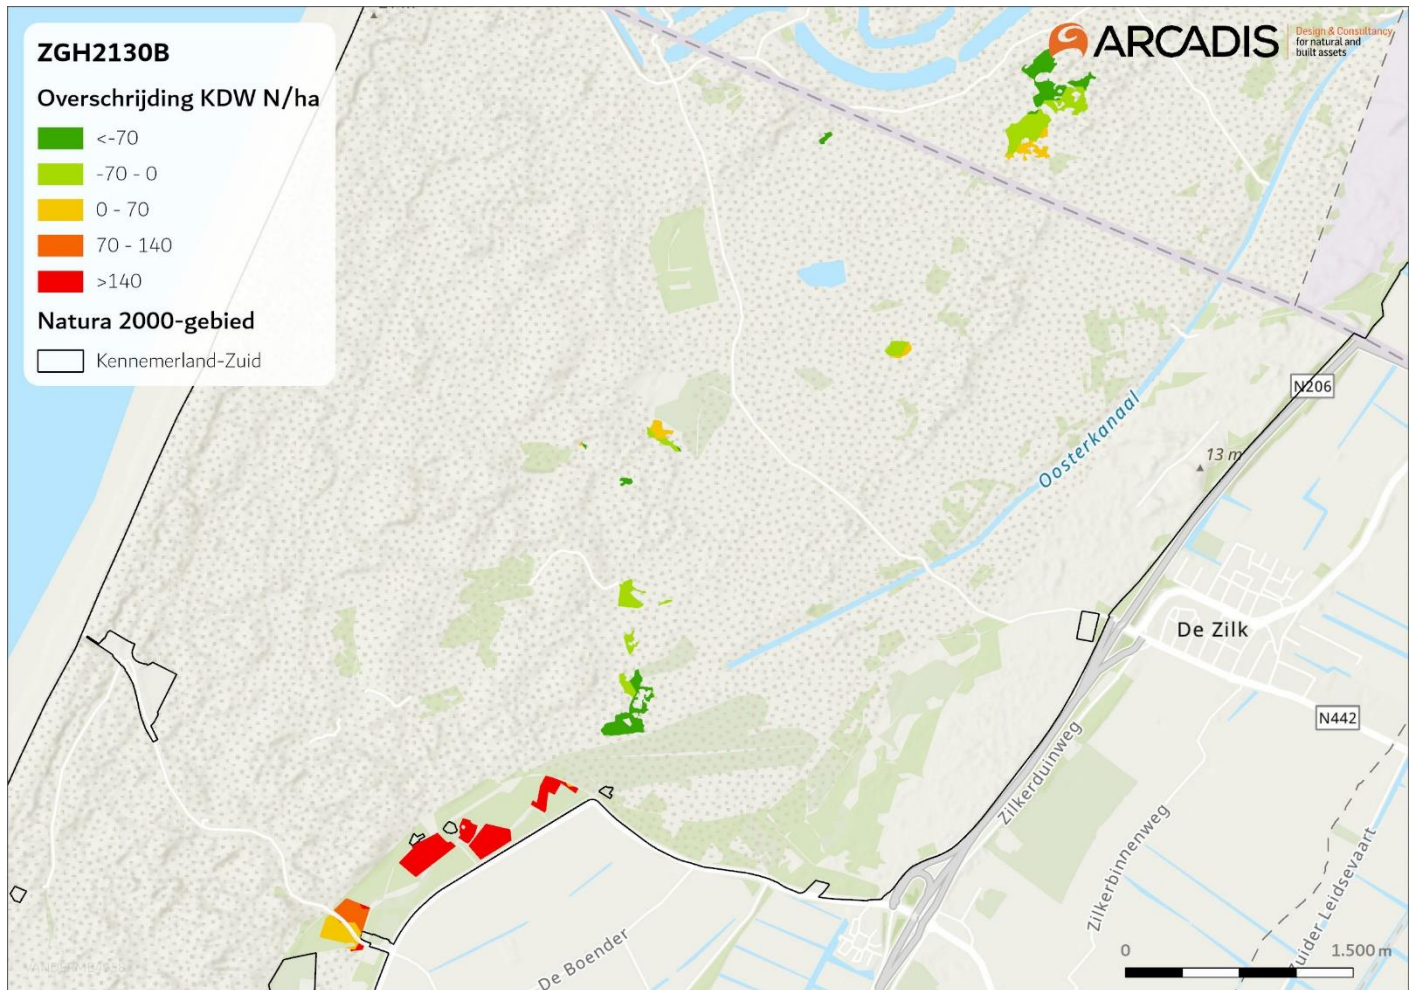 ZGH2130B
Overschrijding KDW N/ha
<-70
-70 - 0
0 - 70
70 - 140
>140
Natura 2000-gebied
Kennemerland-Zuid
ARCADIS
Design & Consultancy
for natural and
built assets
N206
Oosterkanaal
13 m
De Zilk
N442
Zilkerduinweg
Zilkerbinnenweg
Zuider Leidsevaart
De Boender
0
1.500 m